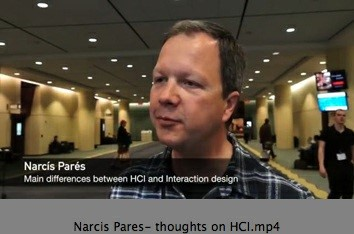 Narcís Parés
Main differences between HCI and Interaction design
Narcis Pares- thoughts on HCI.mp4